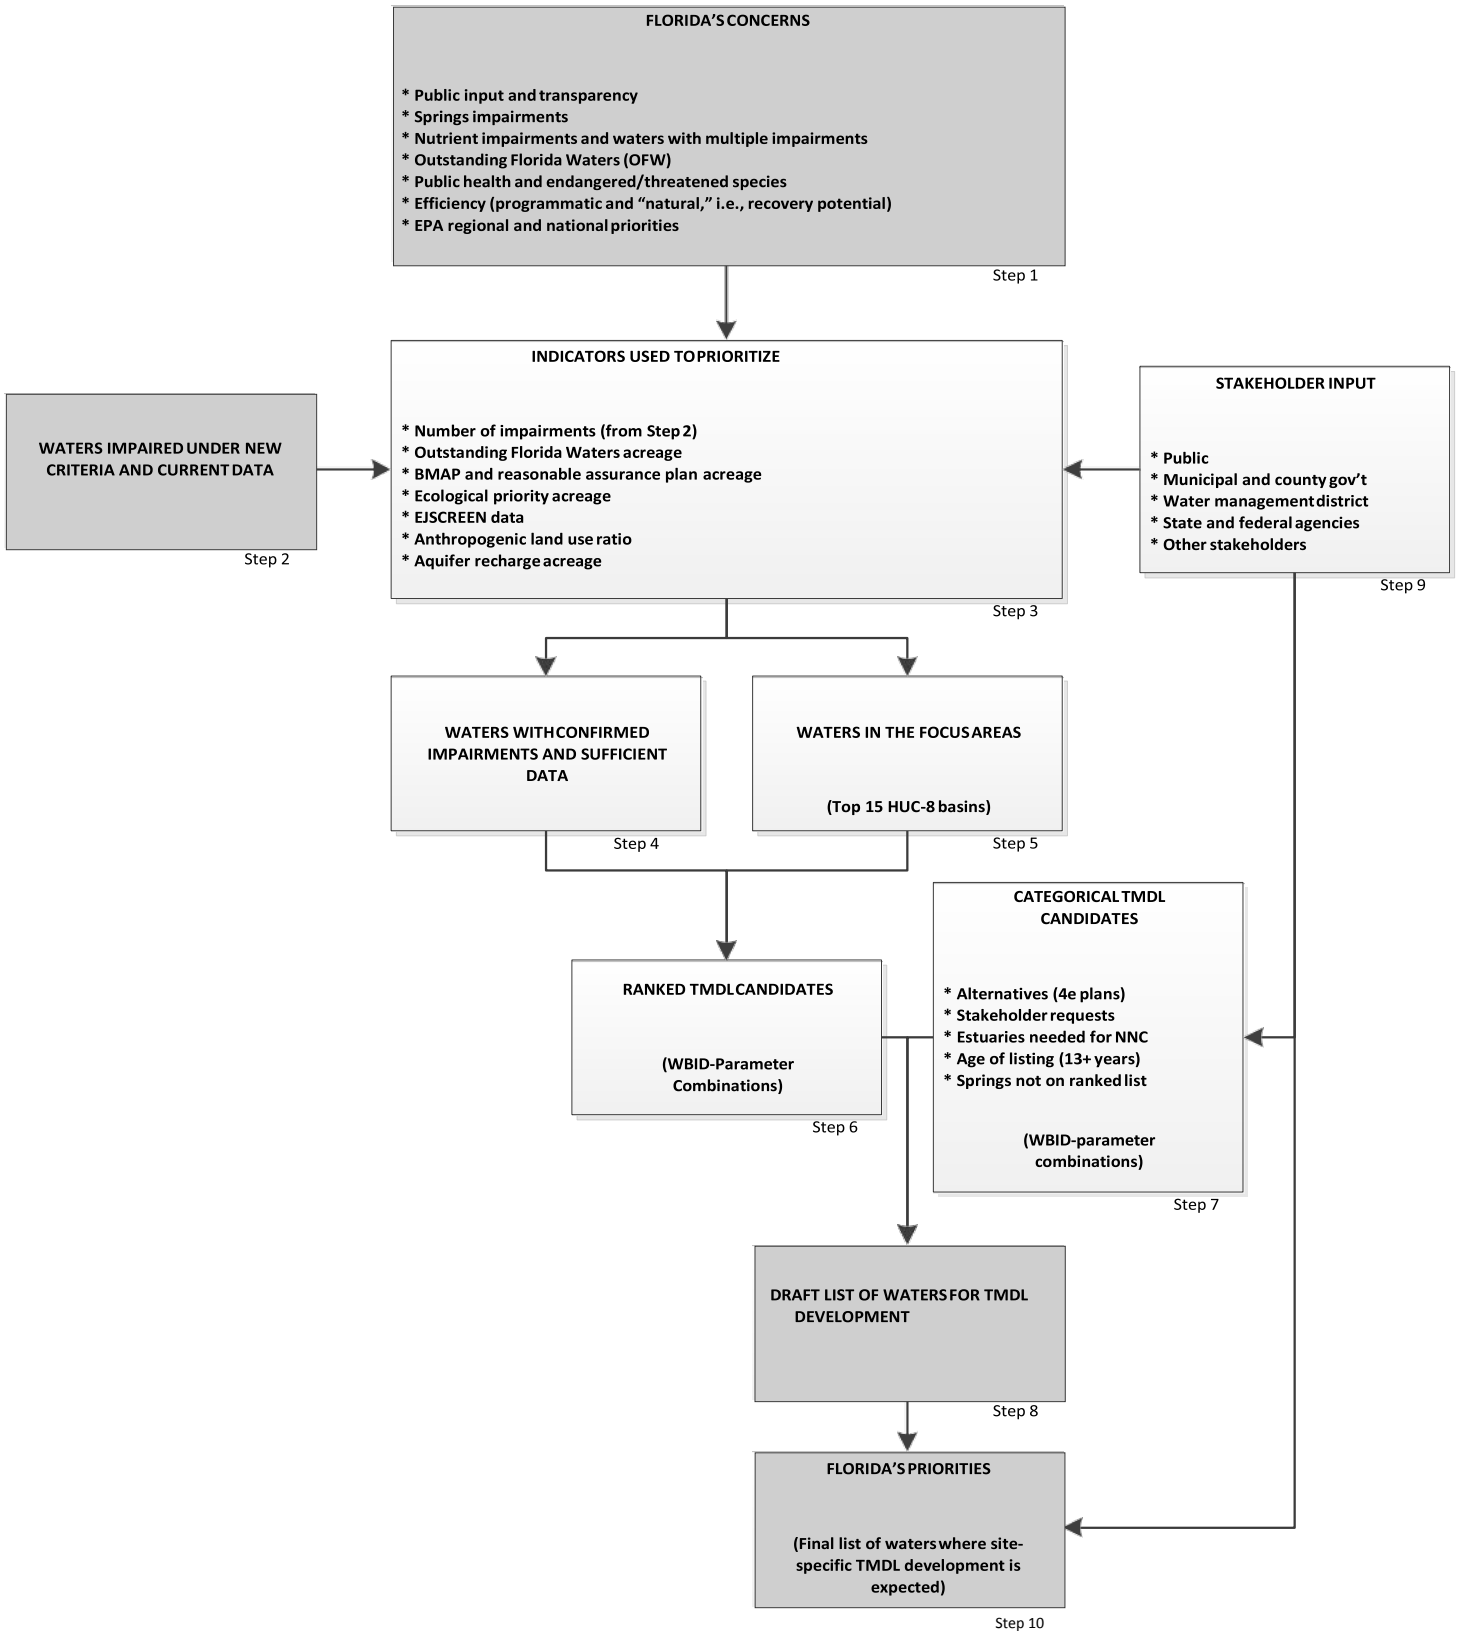 FLORIDA'S CONCERNS
* Public input and transparency
* Springs impairments
* Nutrient impairments and waters with multiple impairments
* Outstanding Florida Waters (OFW)
* Public health and endangered/threatened species
* Efficiency (programmatic and “natural,” i.e., recovery potential)
* EPA regional and national priorities
Step 1
INDICATORS USED TO PRIORITIZE
* Number of impairments (from Step 2)
* Outstanding Florida Waters acreage
* BMAP and reasonable assurance plan acreage
* Ecological priority acreage
* EJSCREEN data
* Anthropogenic land use ratio
* Aquifer recharge acreage
Step 3
WATERS IMPAIRED UNDER NEW
CRITERIA AND CURRENT DATA
Step 2
STAKEHOLDER INPUT
* Public
* Municipal and county gov’t
* Water management district
* State and federal agencies
* Other stakeholders
Step 9
WATERS WITH CONFIRMED
IMPAIRMENTS AND SUFFICIENT
DATA
Step 4
WATERS IN THE FOCUS AREAS
(Top 15 HUC-8 basins)
Step 5
RANKED TMDL CANDIDATES
(WBID-Parameter
Combinations)
Step 6
CATEGORICAL TMDL
CANDIDATES
* Alternatives (4e plans)
* Stakeholder requests
* Estuaries needed for NNC
* Age of listing (13+ years)
* Springs not on ranked list
(WBID-parameter
combinations)
Step 7
DRAFT LIST OF WATERS FOR TMDL
DEVELOPMENT
Step 8
FLORIDA’S PRIORITIES
(Final list of waters where site-
specific TMDL development is
expected)
Step 10